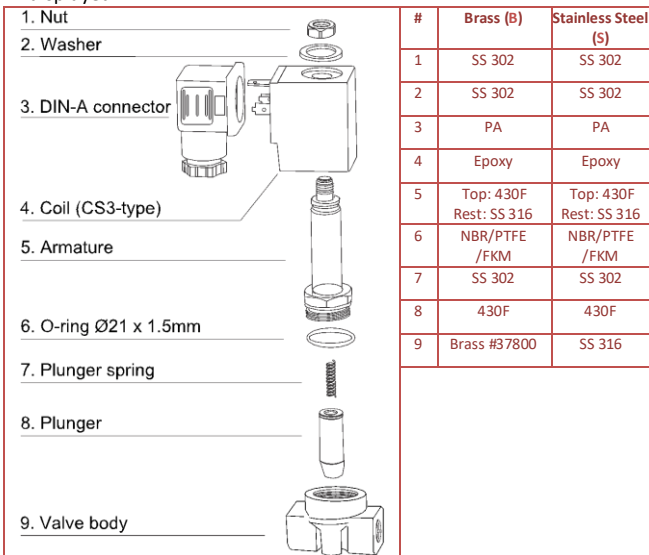 1. Nut
2. Washer
3. DIN-A connector
4. Coil (CS3-type)
5. Armature
6. O-ring Ø21 x 1.5mm
7. Plunger spring
8. Plunger
9. Valve body
# Brass (B) Stainless Steel
(S)
1 SS 302 SS 302
2 SS 302 SS 302
3 PA PA
4 Epoxy Epoxy
5 Top: 430F Top: 430F
Rest: SS 316 Rest: SS 316
6 NBR/PTFE NBR/PTFE
/FKM /FKM
7 SS 302 SS 302
8 430F 430F
9 Brass #37800 SS 316